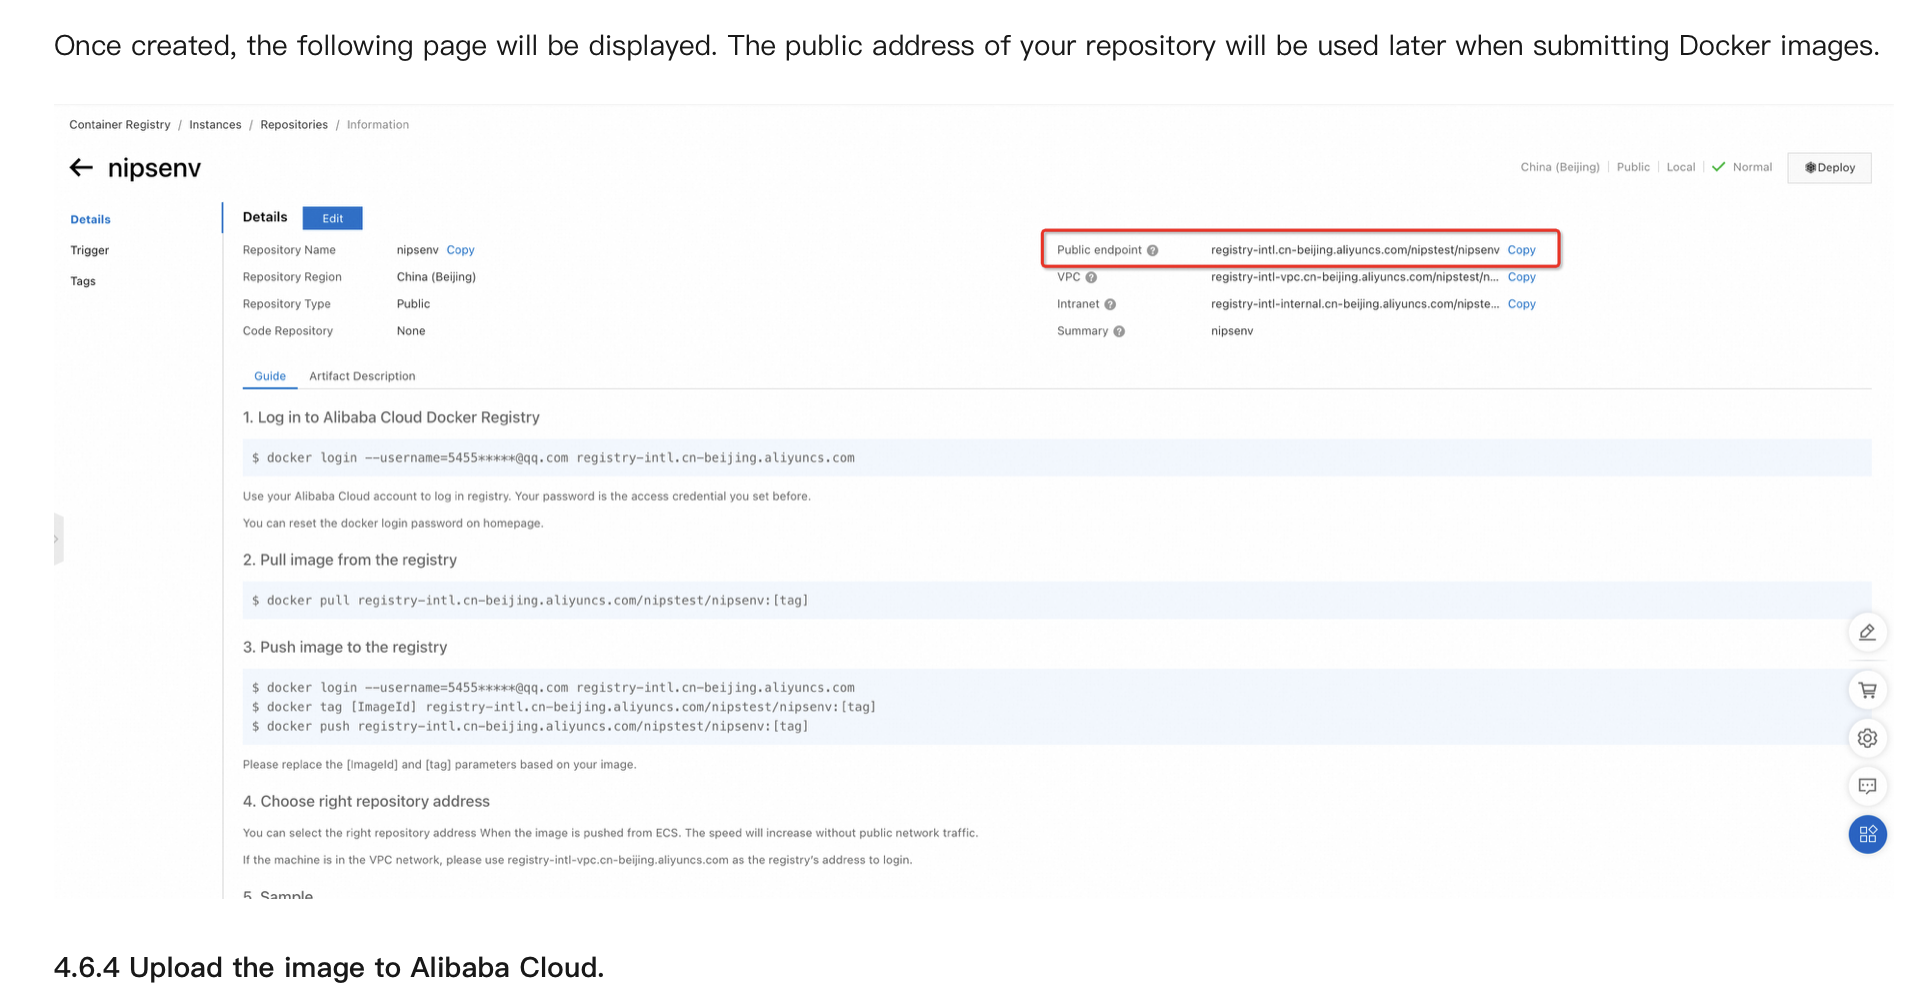 Once created, the following page will be displayed. The public address of your repository will be used later when submitting Docker images.
Container Registry / Instances / Repositories / Information
← nipsenv
China (Beijing) | Public | Local | Normal
Deploy
Details
Trigger
Tags
Details Edit
Repository Name nipsenv Copy
Repository Region China (Beijing)
Repository Type Public
Code Repository None
Public endpoint ? registry-intl.cn-beijing.aliyuncs.com/nipstest/nipsenv Copy
VPC ? registry-intl-vpc.cn-beijing.aliyuncs.com/nipstest/n... Copy
Intranet ? registry-intl-internal.cn-beijing.aliyuncs.com/nipste... Copy
Summary ? nipsenv
Guide Artifact Description
1. Log in to Alibaba Cloud Docker Registry
$ docker login --username=5455*****@qq.com registry-intl.cn-beijing.aliyuncs.com
Use your Alibaba Cloud account to log in registry. Your password is the access credential you set before.
You can reset the docker login password on homepage.
2. Pull image from the registry
$ docker pull registry-intl.cn-beijing.aliyuncs.com/nipstest/nipsenv:[tag]
3. Push image to the registry
$ docker login --username=5455*****@qq.com registry-intl.cn-beijing.aliyuncs.com
$ docker tag [ImageId] registry-intl.cn-beijing.aliyuncs.com/nipstest/nipsenv:[tag]
$ docker push registry-intl.cn-beijing.aliyuncs.com/nipstest/nipsenv:[tag]
Please replace the [ImageId] and [tag] parameters based on your image.
4. Choose right repository address
You can select the right repository address When the image is pushed from ECS. The speed will increase without public network traffic.
If the machine is in the VPC network, please use registry-intl-vpc.cn-beijing.aliyuncs.com as the registry's address to login.
5. Sample
4.6.4 Upload the image to Alibaba Cloud.